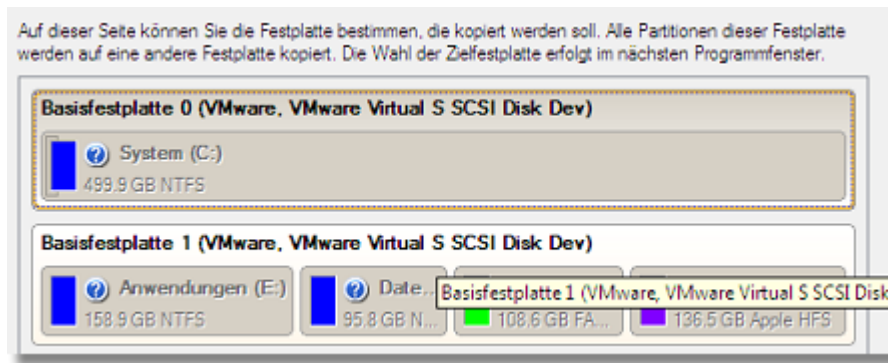 Auf dieser Seite können Sie die Festplatte bestimmen, die kopiert werden soll. Alle Partitionen dieser Festplatte
werden auf eine andere Festplatte kopiert. Die Wahl der Zielfestplatte erfolgt im nächsten Programmfenster.
Basisfestplatte 0 (VMware, VMware Virtual S SCSI Disk Dev)
System (C:)
499.9 GB NTFS
Basisfestplatte 1 (VMware, VMware Virtual S SCSI Disk Dev)
Anwendungen (E:)
158.9 GB NTFS
Date...
95.8 GB N...
Basisfestplatte 1 (VMware, VMware Virtual S SCSI Disk
108.6 GB FA...
136.5 GB Apple HFS